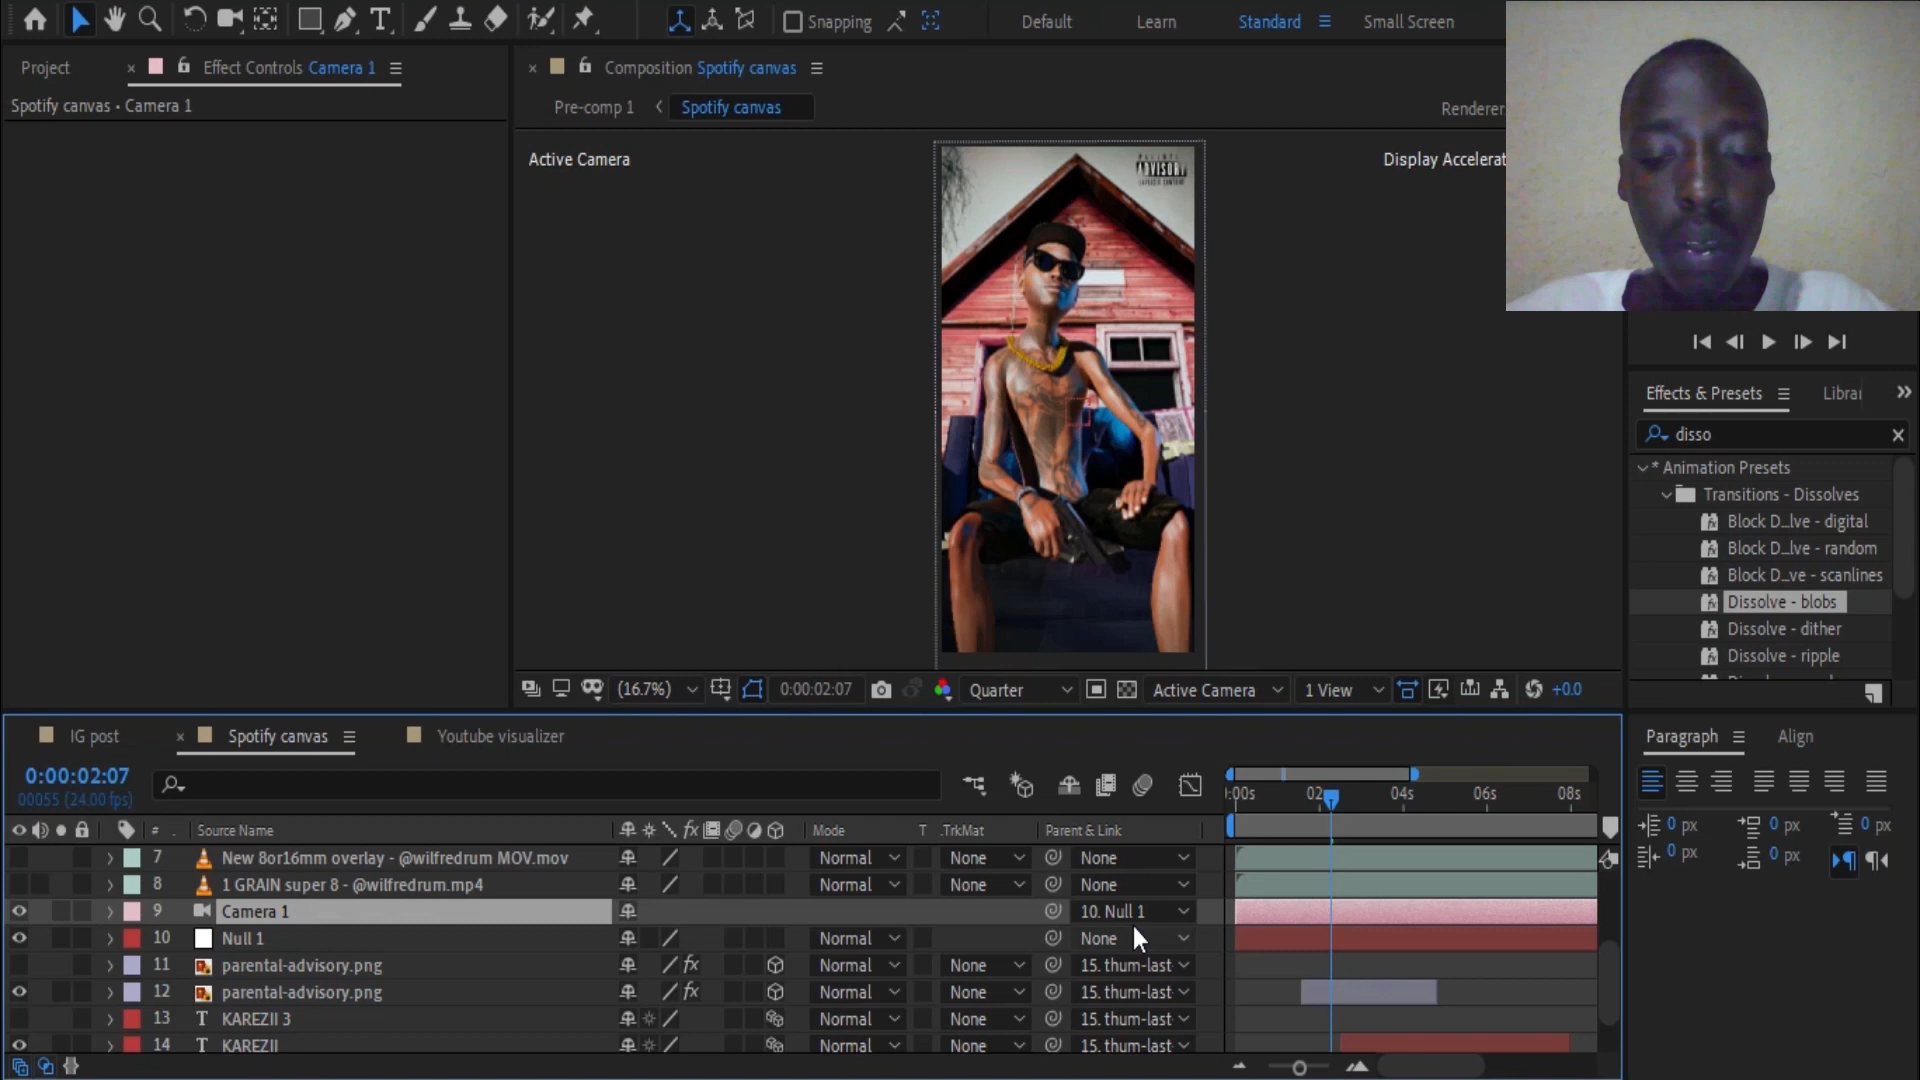 Snapping
Default
Learn
Standard
Small Screen
Project
Effect Controls Camera 1
Composition Spotify canvas
Spotify canvas • Camera 1
Pre-comp 1
Spotify canvas
Renderer
Active Camera
Display Accelerat
ADVISORY
Effects & Presets
Librar
disso
* Animation Presets
Transitions - Dissolves
Block D...lve - digital
Block D...lve - random
Block D...ve - scanlines
Dissolve - blobs
Dissolve - dither
Dissolve - ripple
(16.7%)
0:00:02:07
Quarter
Active Camera
1 View
+0.0
IG post
Spotify canvas
Youtube visualizer
Paragraph
Align
0:00:02:07
00055 (24.00 fps)
:00s
02
04s
06s
08s
0 px
0 px
0 px
0 px
0 px
# .
Source Name
fx
Mode
T .TrkMat
Parent & Link
7 New 8or16mm overlay - @wilfredrum MOV.mov Normal None None
8 1 GRAIN super 8 - @wilfredrum.mp4 Normal None None
9 Camera 1 10. Null 1
10 Null 1 Normal None
11 parental-advisory.png fx Normal None 15. thum-last
12 parental-advisory.png fx Normal None 15. thum-last
13 T KAREZII 3 Normal None 15. thum-last
14 T KAREZII Normal None 15. thum-last